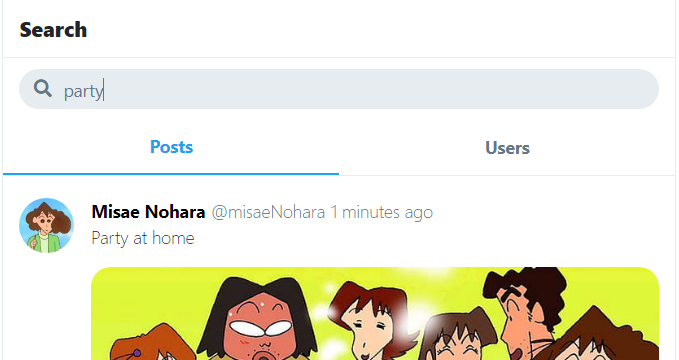 Search
party
Posts Users
Misae Nohara @misaeNohara 1 minutes ago
Party at home